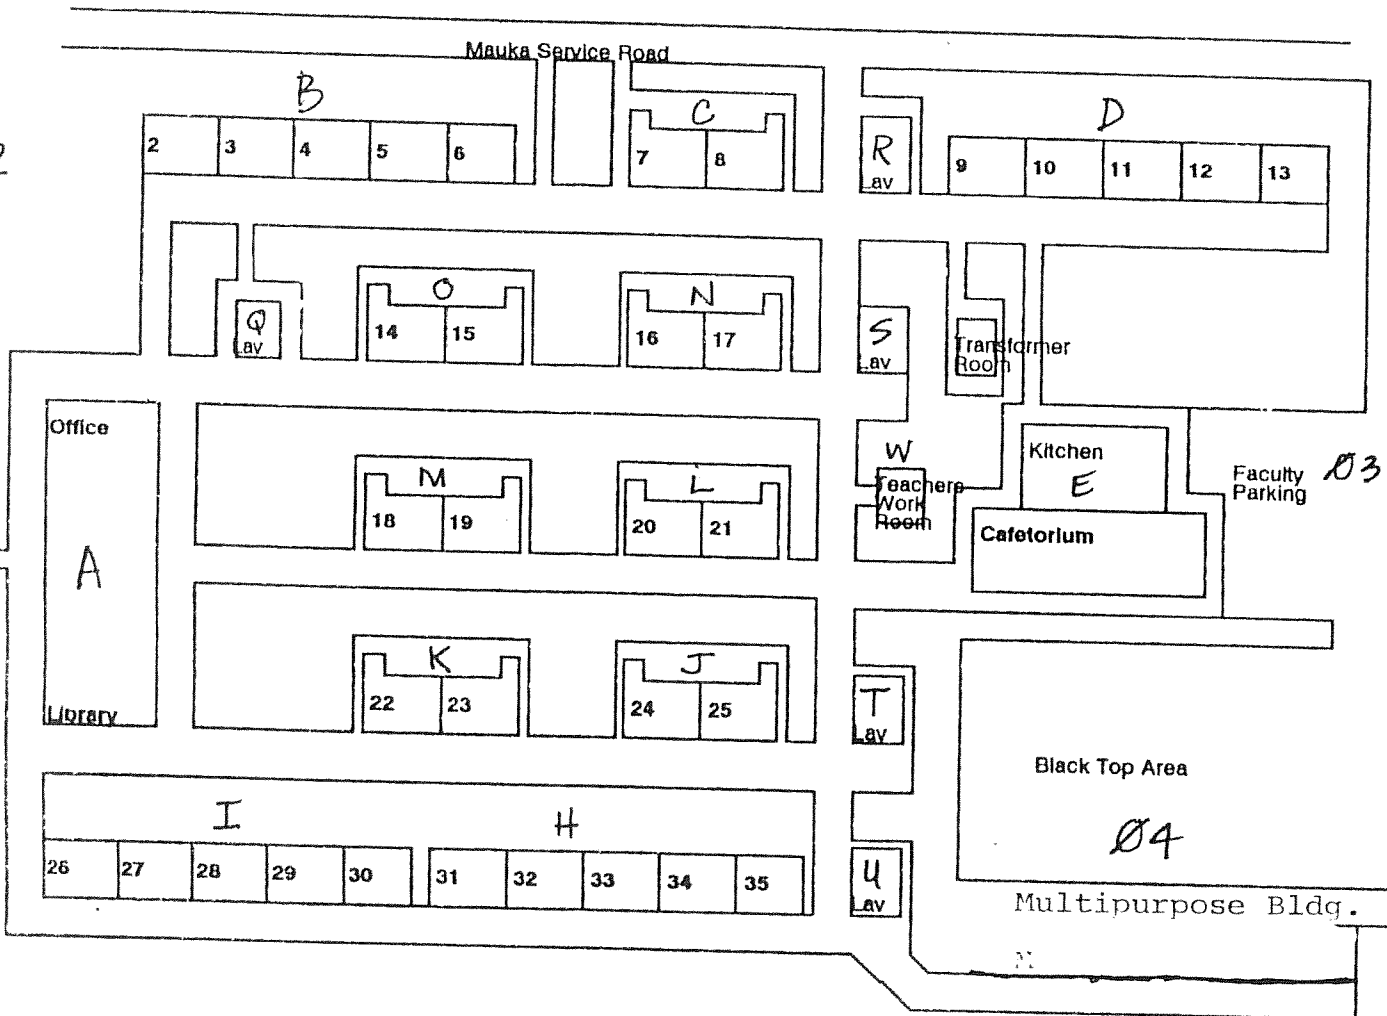 Mauka Service Road
B
C
D
2 3 4 5 6
7 8
R
Lav
9 10 11 12 13
O
N
Q
Lav
14 15
16 17
S
Lav
Transformer
Room
Office
M
L
W
Teachers
Work
Room
Kitchen
E
Cafetorium
Faculty
Parking
Ø3
18 19
20 21
A
Library
K
J
22 23
24 25
T
Lav
Black Top Area
Ø4
I
H
26 27 28 29 30
31 32 33 34 35
U
Lav
Multipurpose Bldg.
M